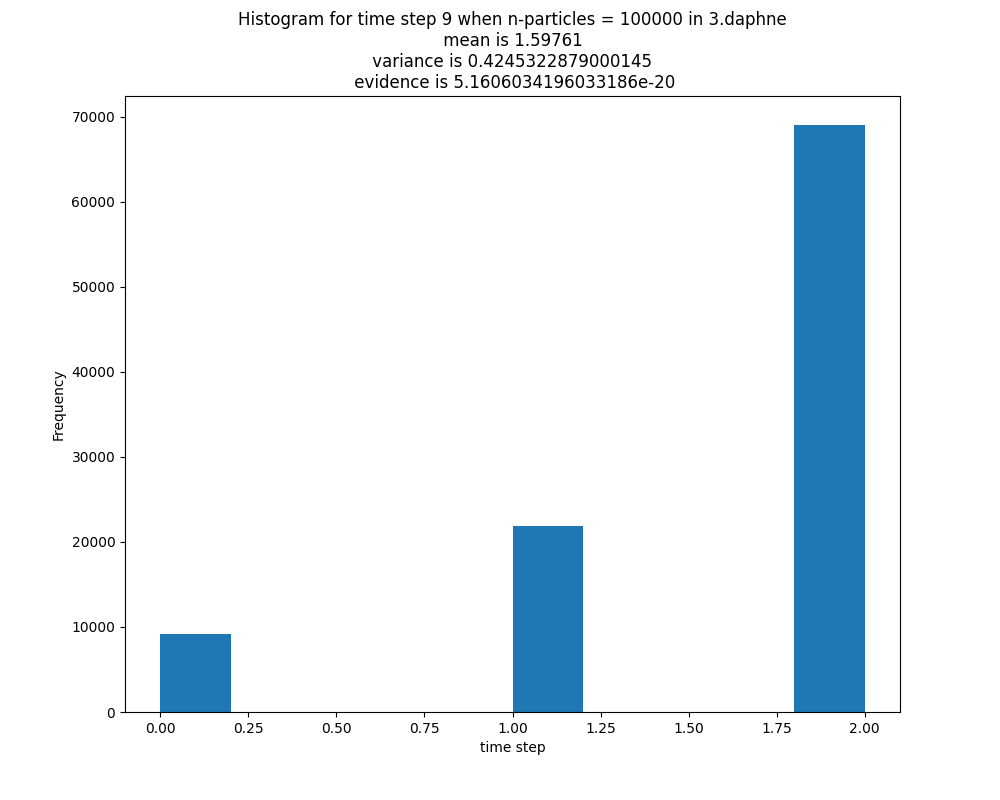 Histogram for time step 9 when n-particles = 100000 in 3.daphne
mean is 1.59761
variance is 0.4245322879000145
evidence is 5.1606034196033186e-20
70000
60000
50000
40000
30000
20000
10000
0
Frequency
0.00 0.25 0.50 0.75 1.00 1.25 1.50 1.75 2.00
time step